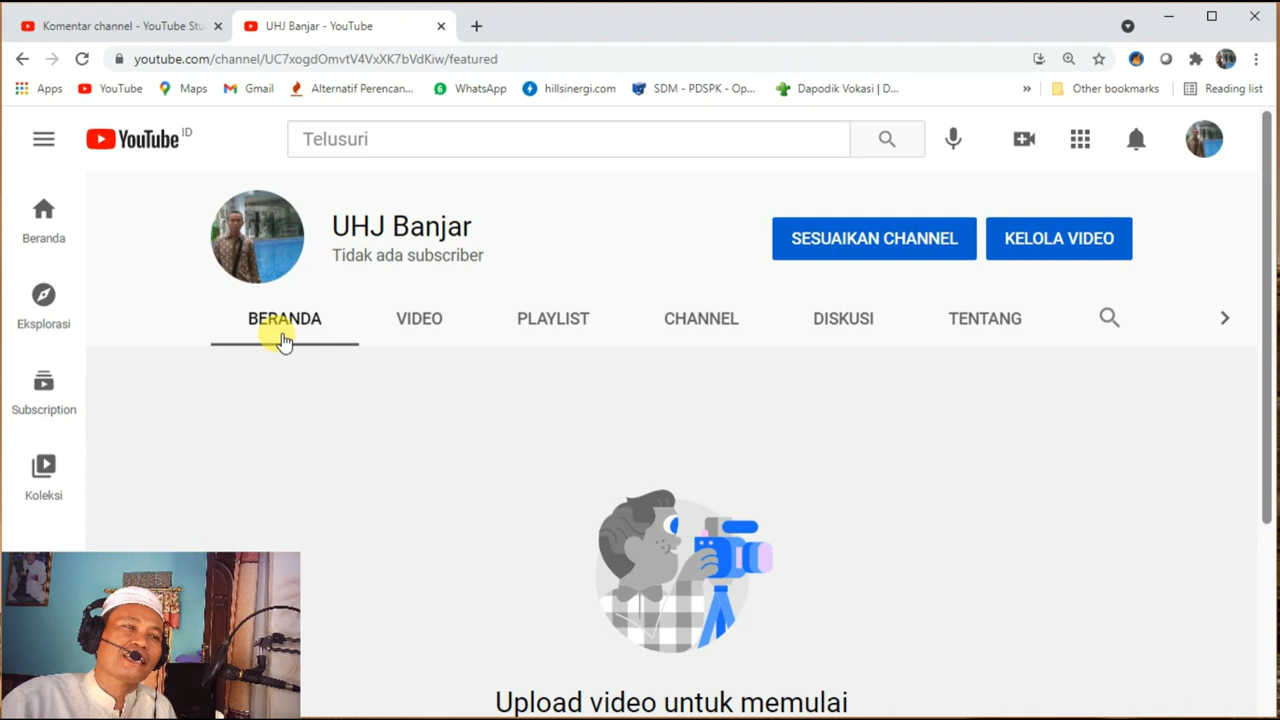 Komentar channel - YouTube Stu
UHJ Banjar - YouTube
youtube.com/channel/UC7xogdOmvtV4VxXK7bVdKiw/featured
Apps YouTube Maps Gmail Alternatif Perencan... WhatsApp hillsinergi.com SDM - PDSPK - Op... Dapodik Vokasi | D... » Other bookmarks Reading list
YouTube ID
Telusuri
Beranda
Eksplorasi
Subscription
Koleksi
UHJ Banjar
Tidak ada subscriber
SESUAIKAN CHANNEL
KELOLA VIDEO
BERANDA VIDEO PLAYLIST CHANNEL DISKUSI TENTANG
Upload video untuk memulai